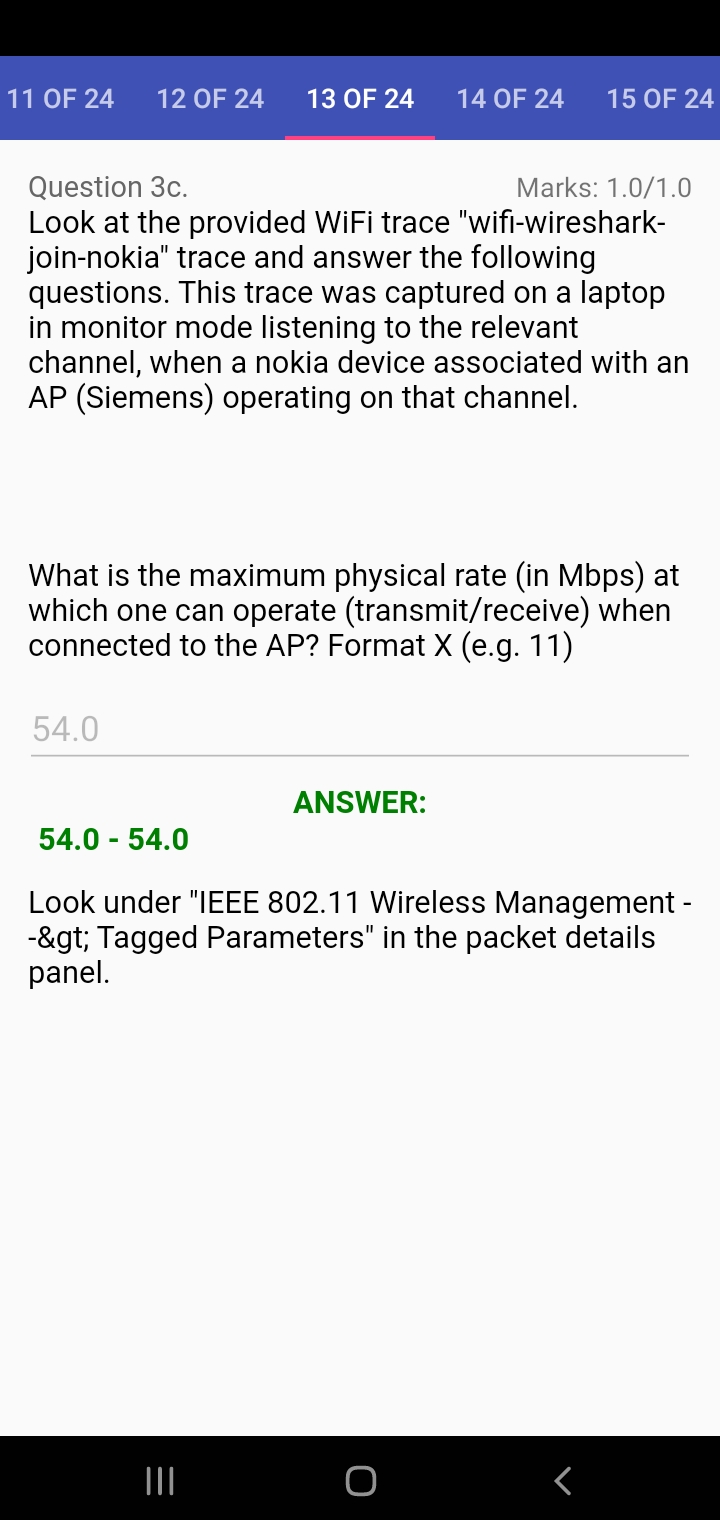 11 OF 24 12 OF 24 13 OF 24 14 OF 24 15 OF 24
Question 3c. Marks: 1.0/1.0
Look at the provided WiFi trace "wifi-wireshark-
join-nokia" trace and answer the following
questions. This trace was captured on a laptop
in monitor mode listening to the relevant
channel, when a nokia device associated with an
AP (Siemens) operating on that channel.
What is the maximum physical rate (in Mbps) at
which one can operate (transmit/receive) when
connected to the AP? Format X (e.g. 11)
54.0
ANSWER:
54.0 - 54.0
Look under "IEEE 802.11 Wireless Management -
-&gt; Tagged Parameters" in the packet details
panel.